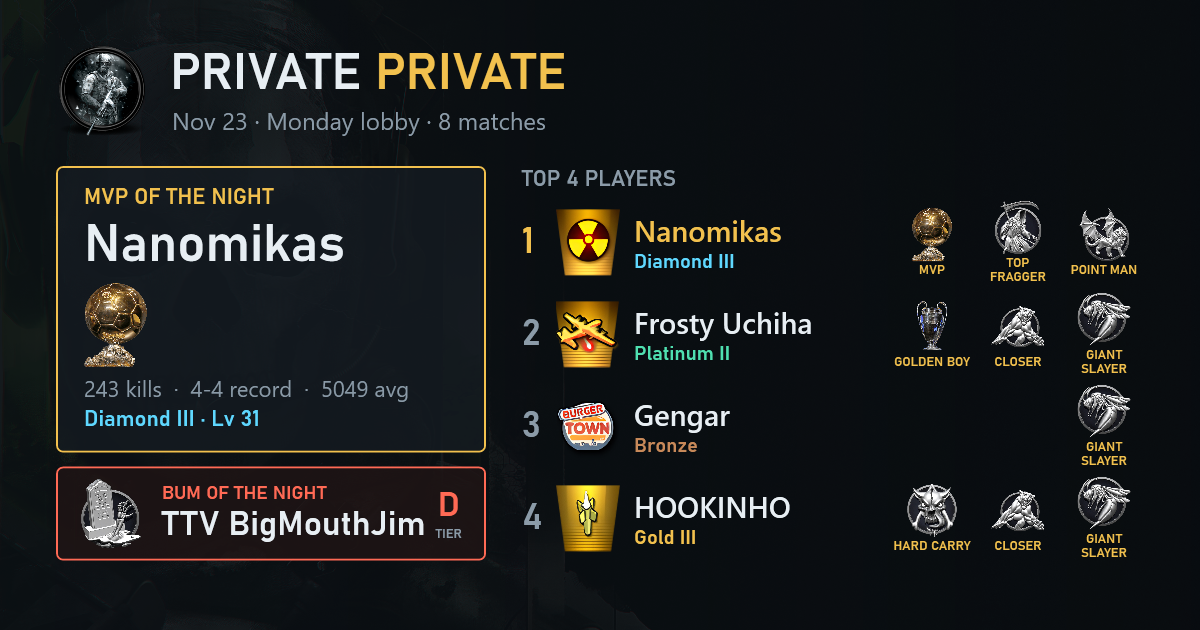 PRIVATE PRIVATE
Nov 23 · Monday lobby · 8 matches
MVP OF THE NIGHT
Nanomikas
243 kills · 4-4 record · 5049 avg
Diamond III · Lv 31
BUM OF THE NIGHT
TTV BigMouthJim
D
TIER
TOP 4 PLAYERS
1
Nanomikas
Diamond III
MVP
TOP
FRAGGER
POINT MAN
2
Frosty Uchiha
Platinum II
GOLDEN BOY
CLOSER
GIANT
SLAYER
3
BURGER
TOWN
Gengar
Bronze
GIANT
SLAYER
4
HOOKINHO
Gold III
HARD CARRY
CLOSER
GIANT
SLAYER